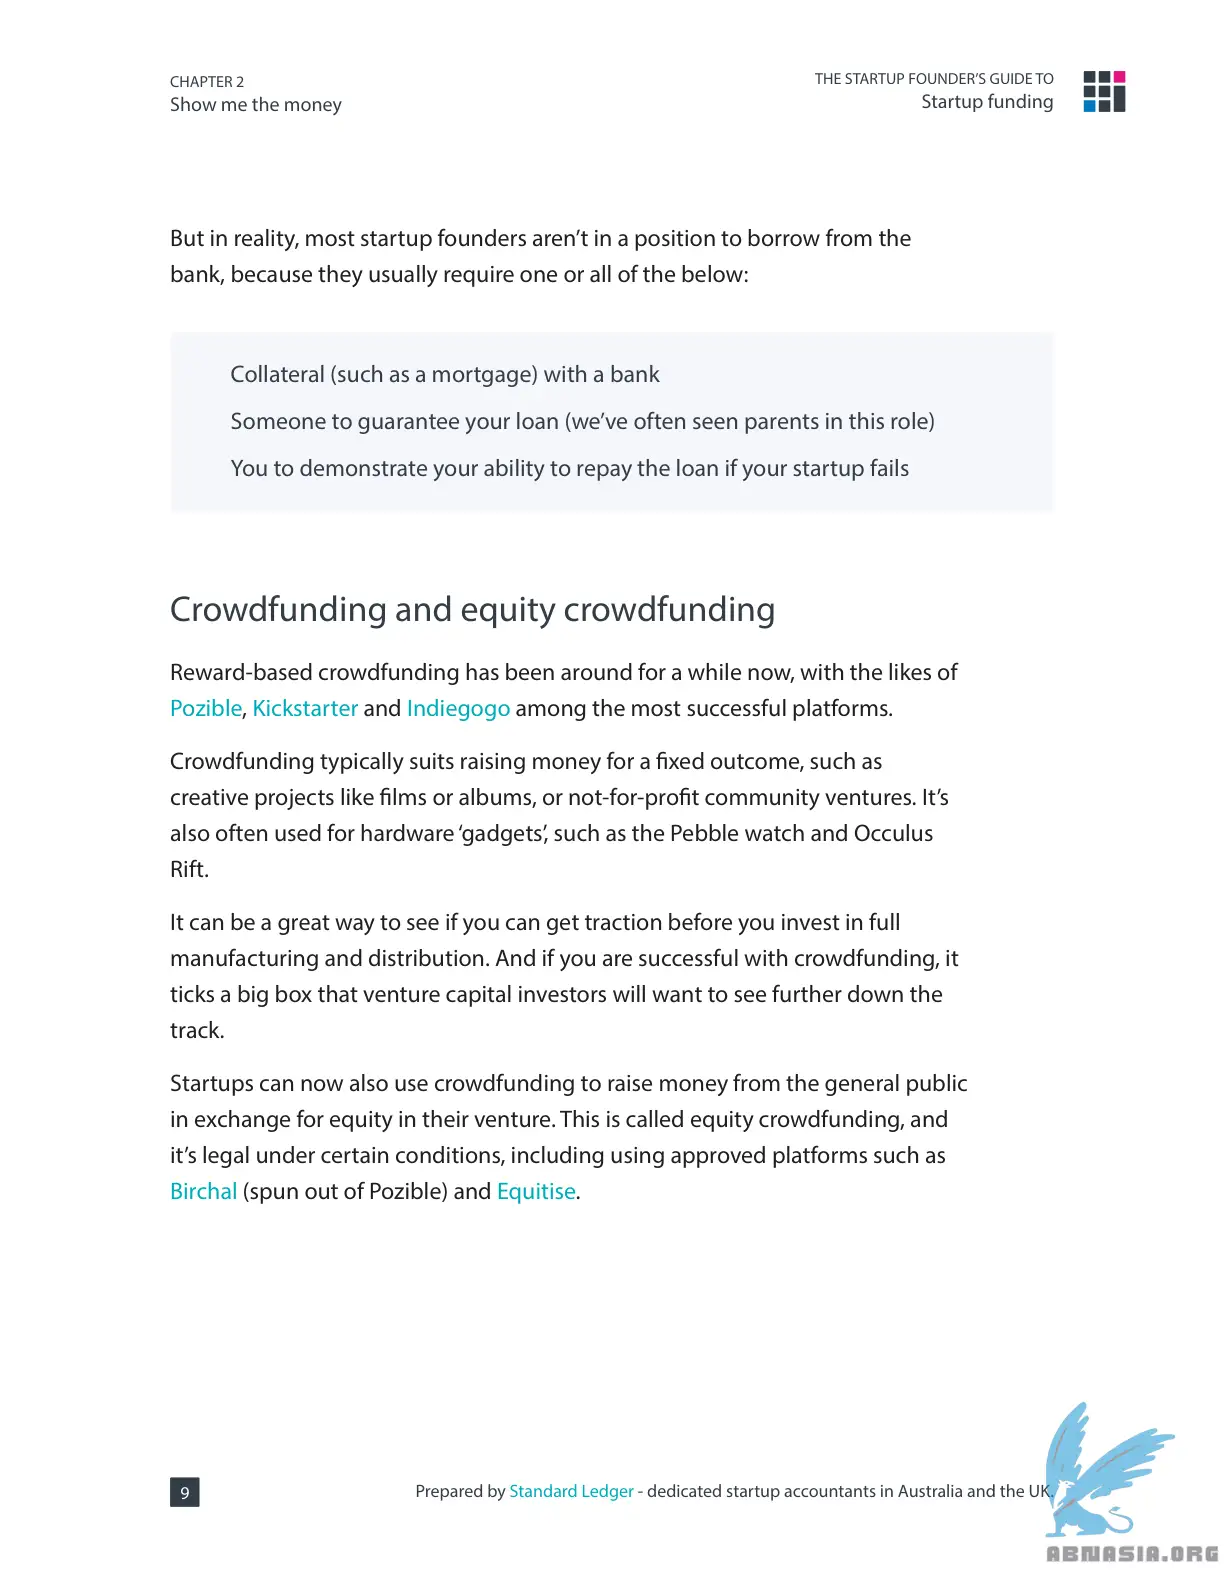 CHAPTER 2
Show me the money
THE STARTUP FOUNDER’S GUIDE TO
Startup funding
But in reality, most startup founders aren’t in a position to borrow from the
bank, because they usually require one or all of the below:
Collateral (such as a mortgage) with a bank
Someone to guarantee your loan (we’ve often seen parents in this role)
You to demonstrate your ability to repay the loan if your startup fails
Crowdfunding and equity crowdfunding
Reward-based crowdfunding has been around for a while now, with the likes of
Pozible, Kickstarter and Indiegogo among the most successful platforms.
Crowdfunding typically suits raising money for a fixed outcome, such as
creative projects like films or albums, or not-for-profit community ventures. It’s
also often used for hardware ‘gadgets’, such as the Pebble watch and Occulus
Rift.
It can be a great way to see if you can get traction before you invest in full
manufacturing and distribution. And if you are successful with crowdfunding, it
ticks a big box that venture capital investors will want to see further down the
track.
Startups can now also use crowdfunding to raise money from the general public
in exchange for equity in their venture. This is called equity crowdfunding, and
it’s legal under certain conditions, including using approved platforms such as
Birchal (spun out of Pozible) and Equitise.
9
Prepared by Standard Ledger - dedicated startup accountants in Australia and the UK.
ABNASIA.ORG